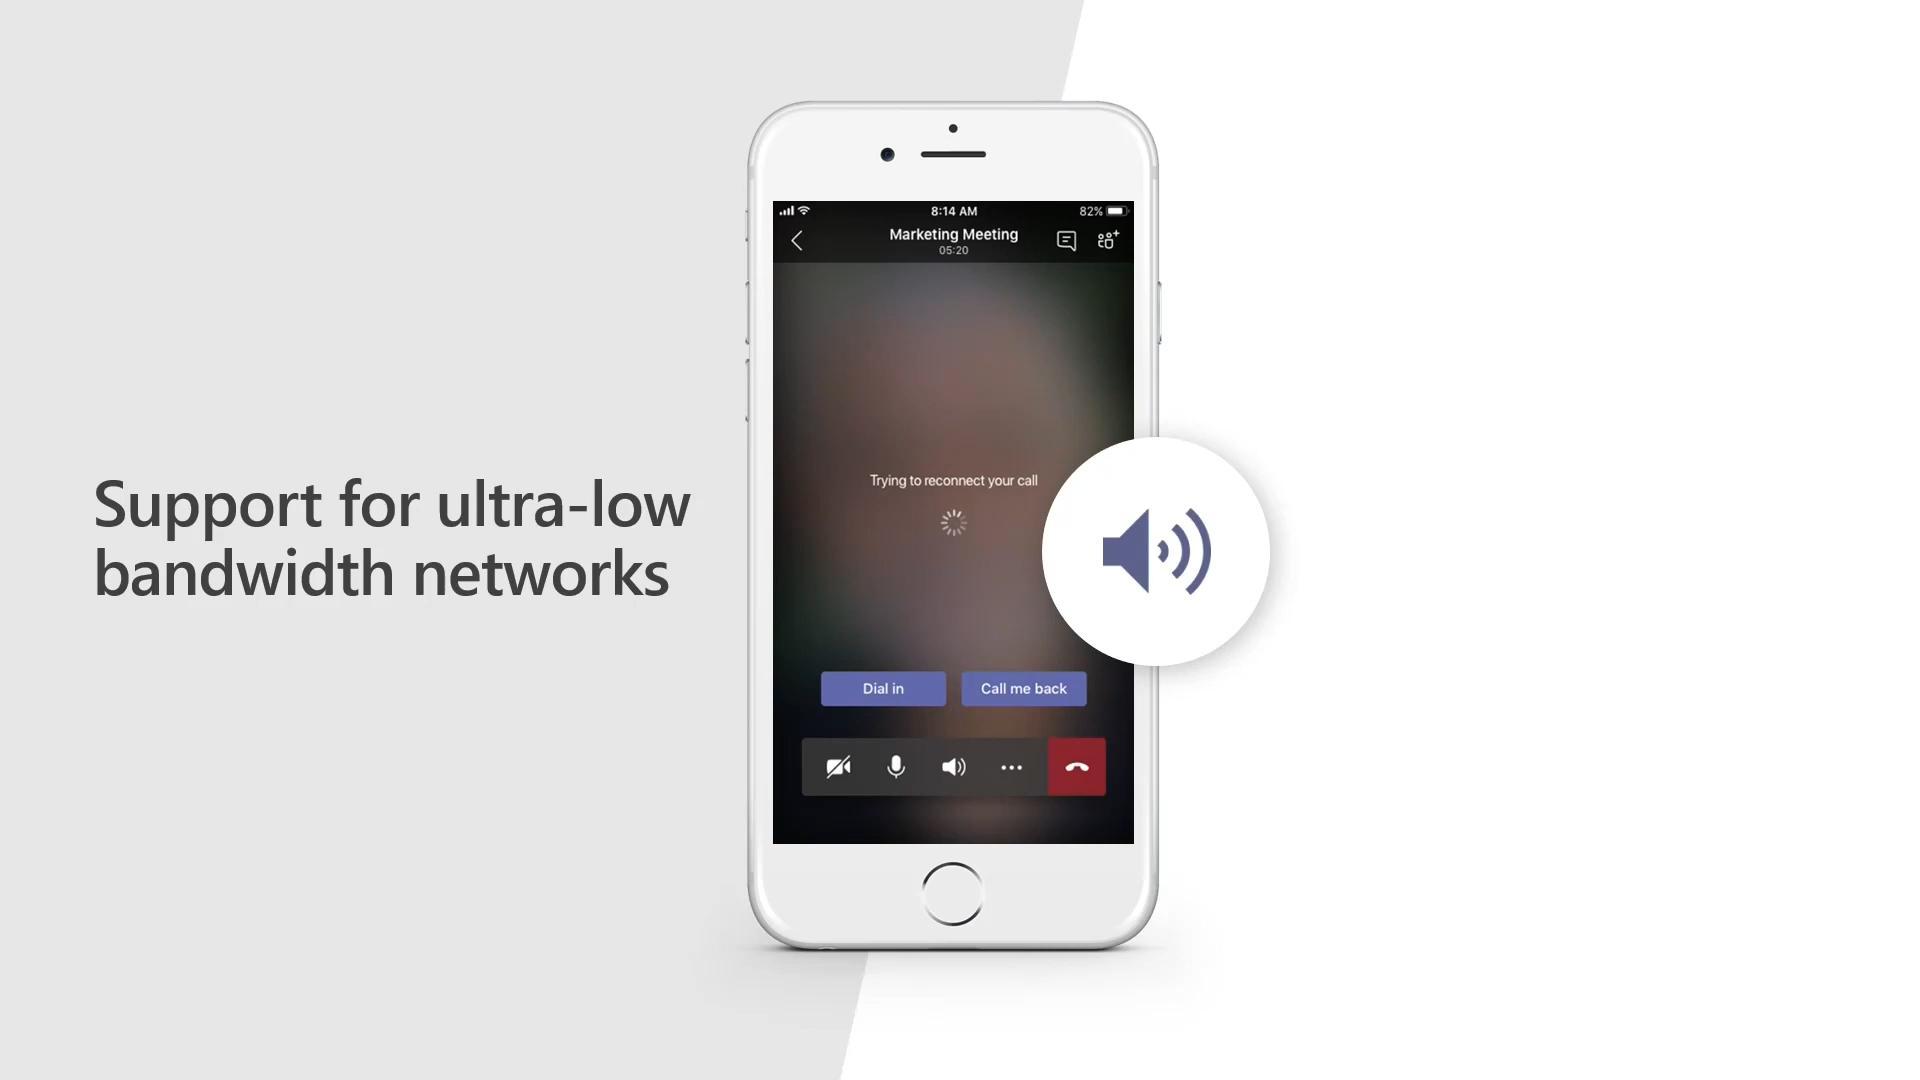 Support for ultra-low
bandwidth networks
8:14 AM
82%
Marketing Meeting
05:20
Trying to reconnect your call
Dial in
Call me back